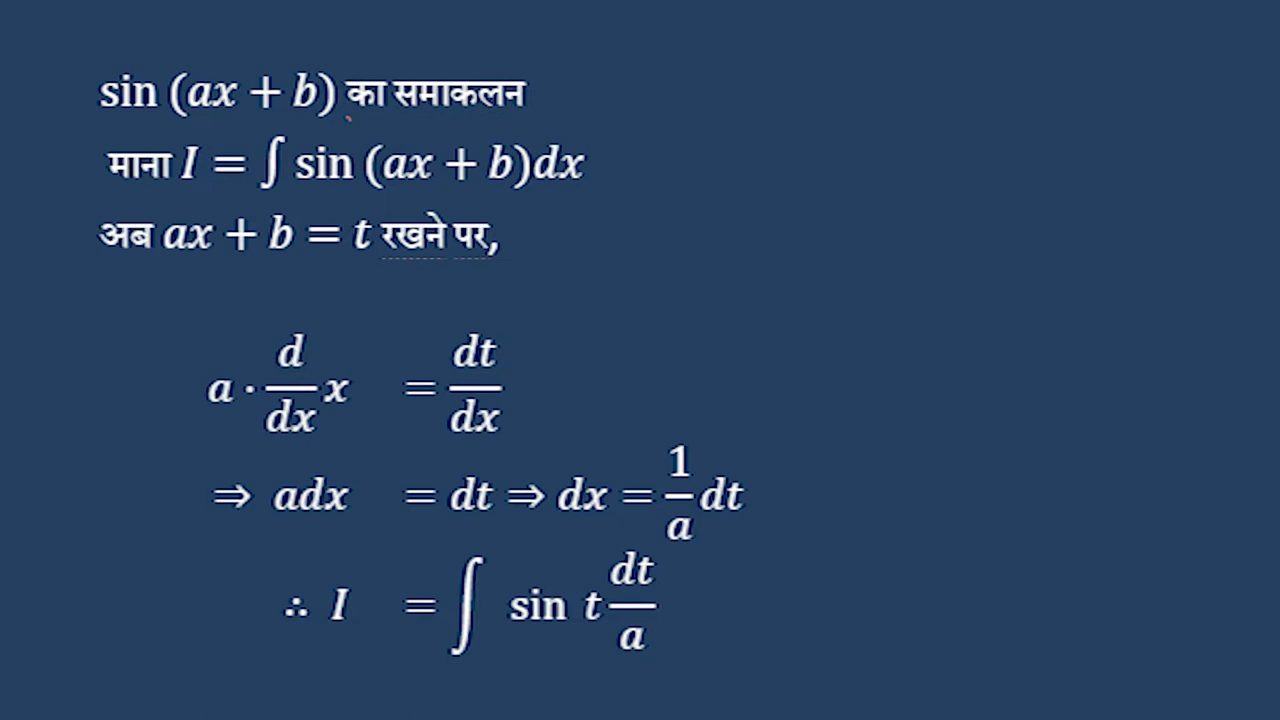 sin (ax + b) का समाकलन
माना I = ∫ sin (ax + b)dx
अब ax + b = t रखने पर,
a · d/dx x = dt/dx
⇒ adx = dt ⇒ dx = 1/a dt
∴ I = ∫ sin t dt/a